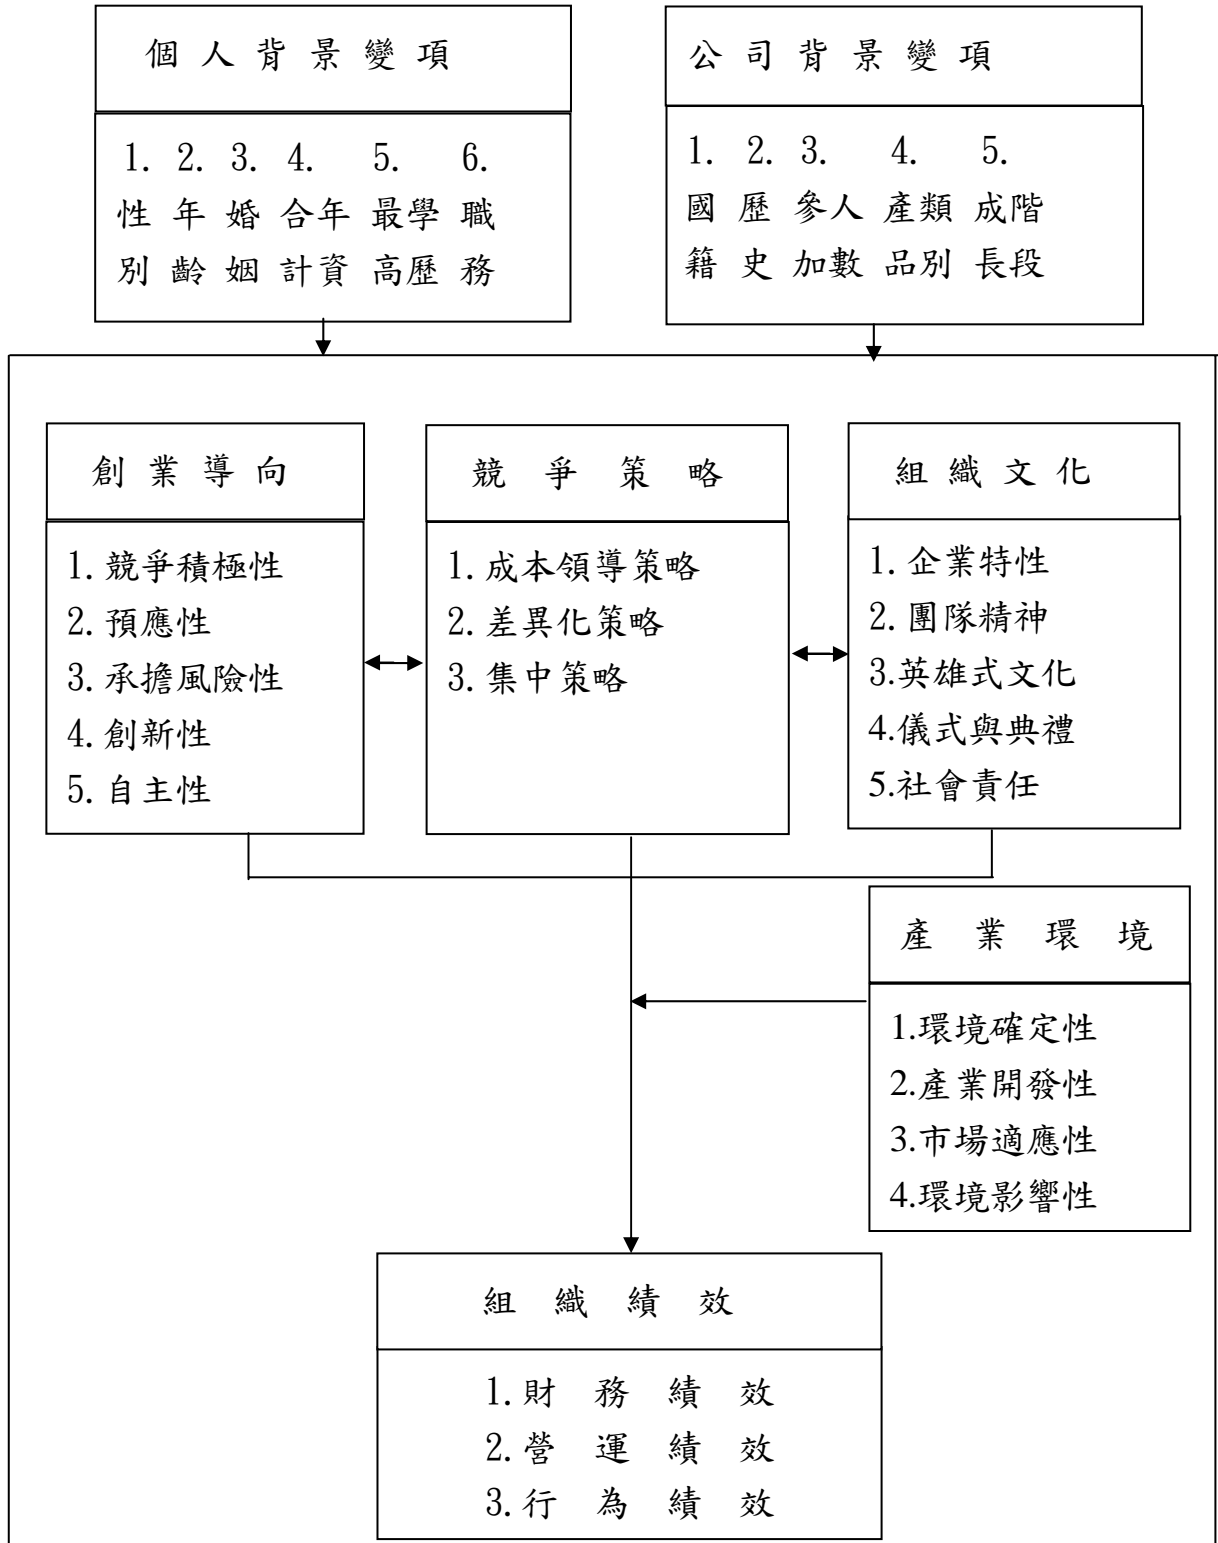 個人背景變項
1. 2. 3. 4. 5. 6.
性 年 婚 合年 最學 職
別 齡 姻 計資 高歷 務
公司背景變項
1. 2. 3. 4. 5.
國 歷 參人 產類 成階
籍 史 加數 品別 長段
創業導向
1.競爭積極性
2.預應性
3.承擔風險性
4.創新性
5.自主性
競爭策略
1.成本領導策略
2.差異化策略
3.集中策略
組織文化
1.企業特性
2.團隊精神
3.英雄式文化
4.儀式與典禮
5.社會責任
產業環境
1.環境確定性
2.產業開發性
3.市場適應性
4.環境影響性
組織績效
1.財務績效
2.營運績效
3.行為績效